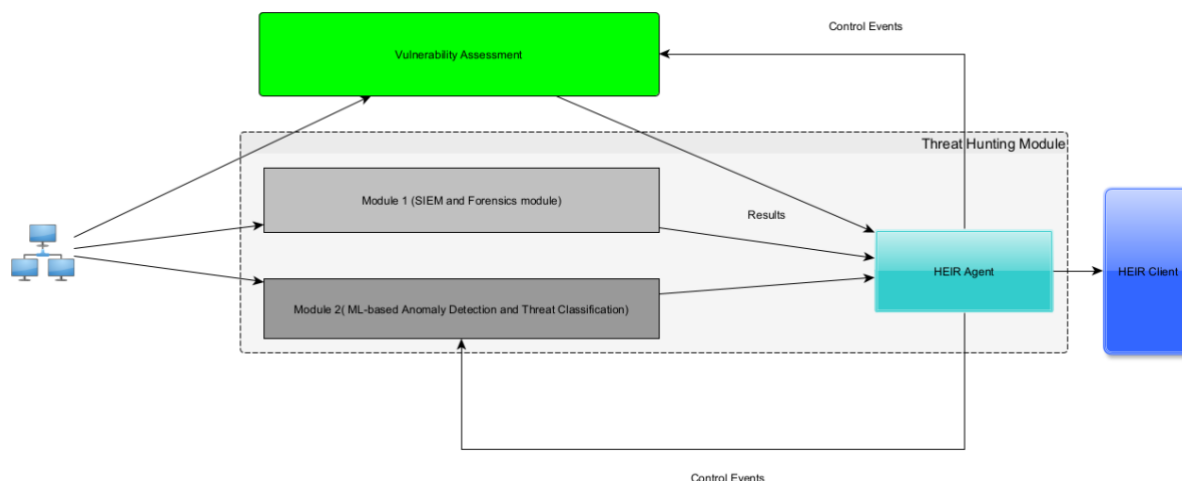 Control Events
Vulnerability Assessment
Threat Hunting Module
Module 1 (SIEM and Forensics module)
Results
HEIR Agent
HEIR Client
Module 2( ML-based Anomaly Detection and Threat Classification)
Control Events